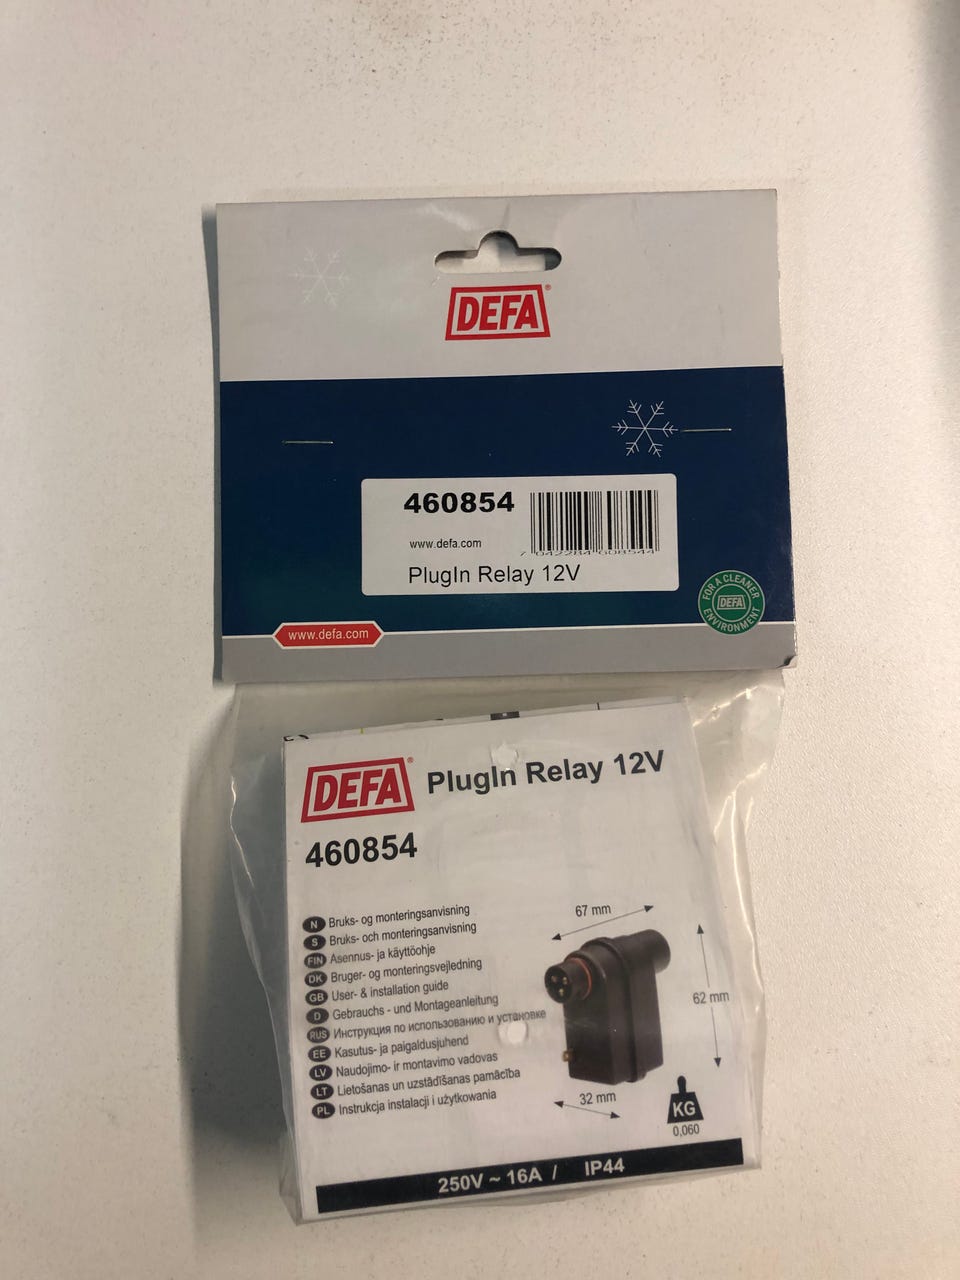 DEFA®
460854
www.defa.com
7 042284 608544
PlugIn Relay 12V
FOR A CLEANER
DEFA
ENVIRONMENT
www.defa.com
DEFA® PlugIn Relay 12V
460854
N Bruks- og monteringsanvisning
S Bruks- och monteringsanvisning
FIN Asennus- ja käyttöohje
DK Bruger- og monteringsvejledning
GB User- & installation guide
D Gebrauchs - und Montageanleitung
RUS Инструкция по использованию и установке
EE Kasutus- ja paigaldusjuhend
LV Naudojimo- ir montavimo vadovas
LT Lietošanas un uzstādīšanas pamācība
PL Instrukcja instalacji i użytkowania
67 mm
62 mm
32 mm
KG
0,060
250V ~ 16A / IP44